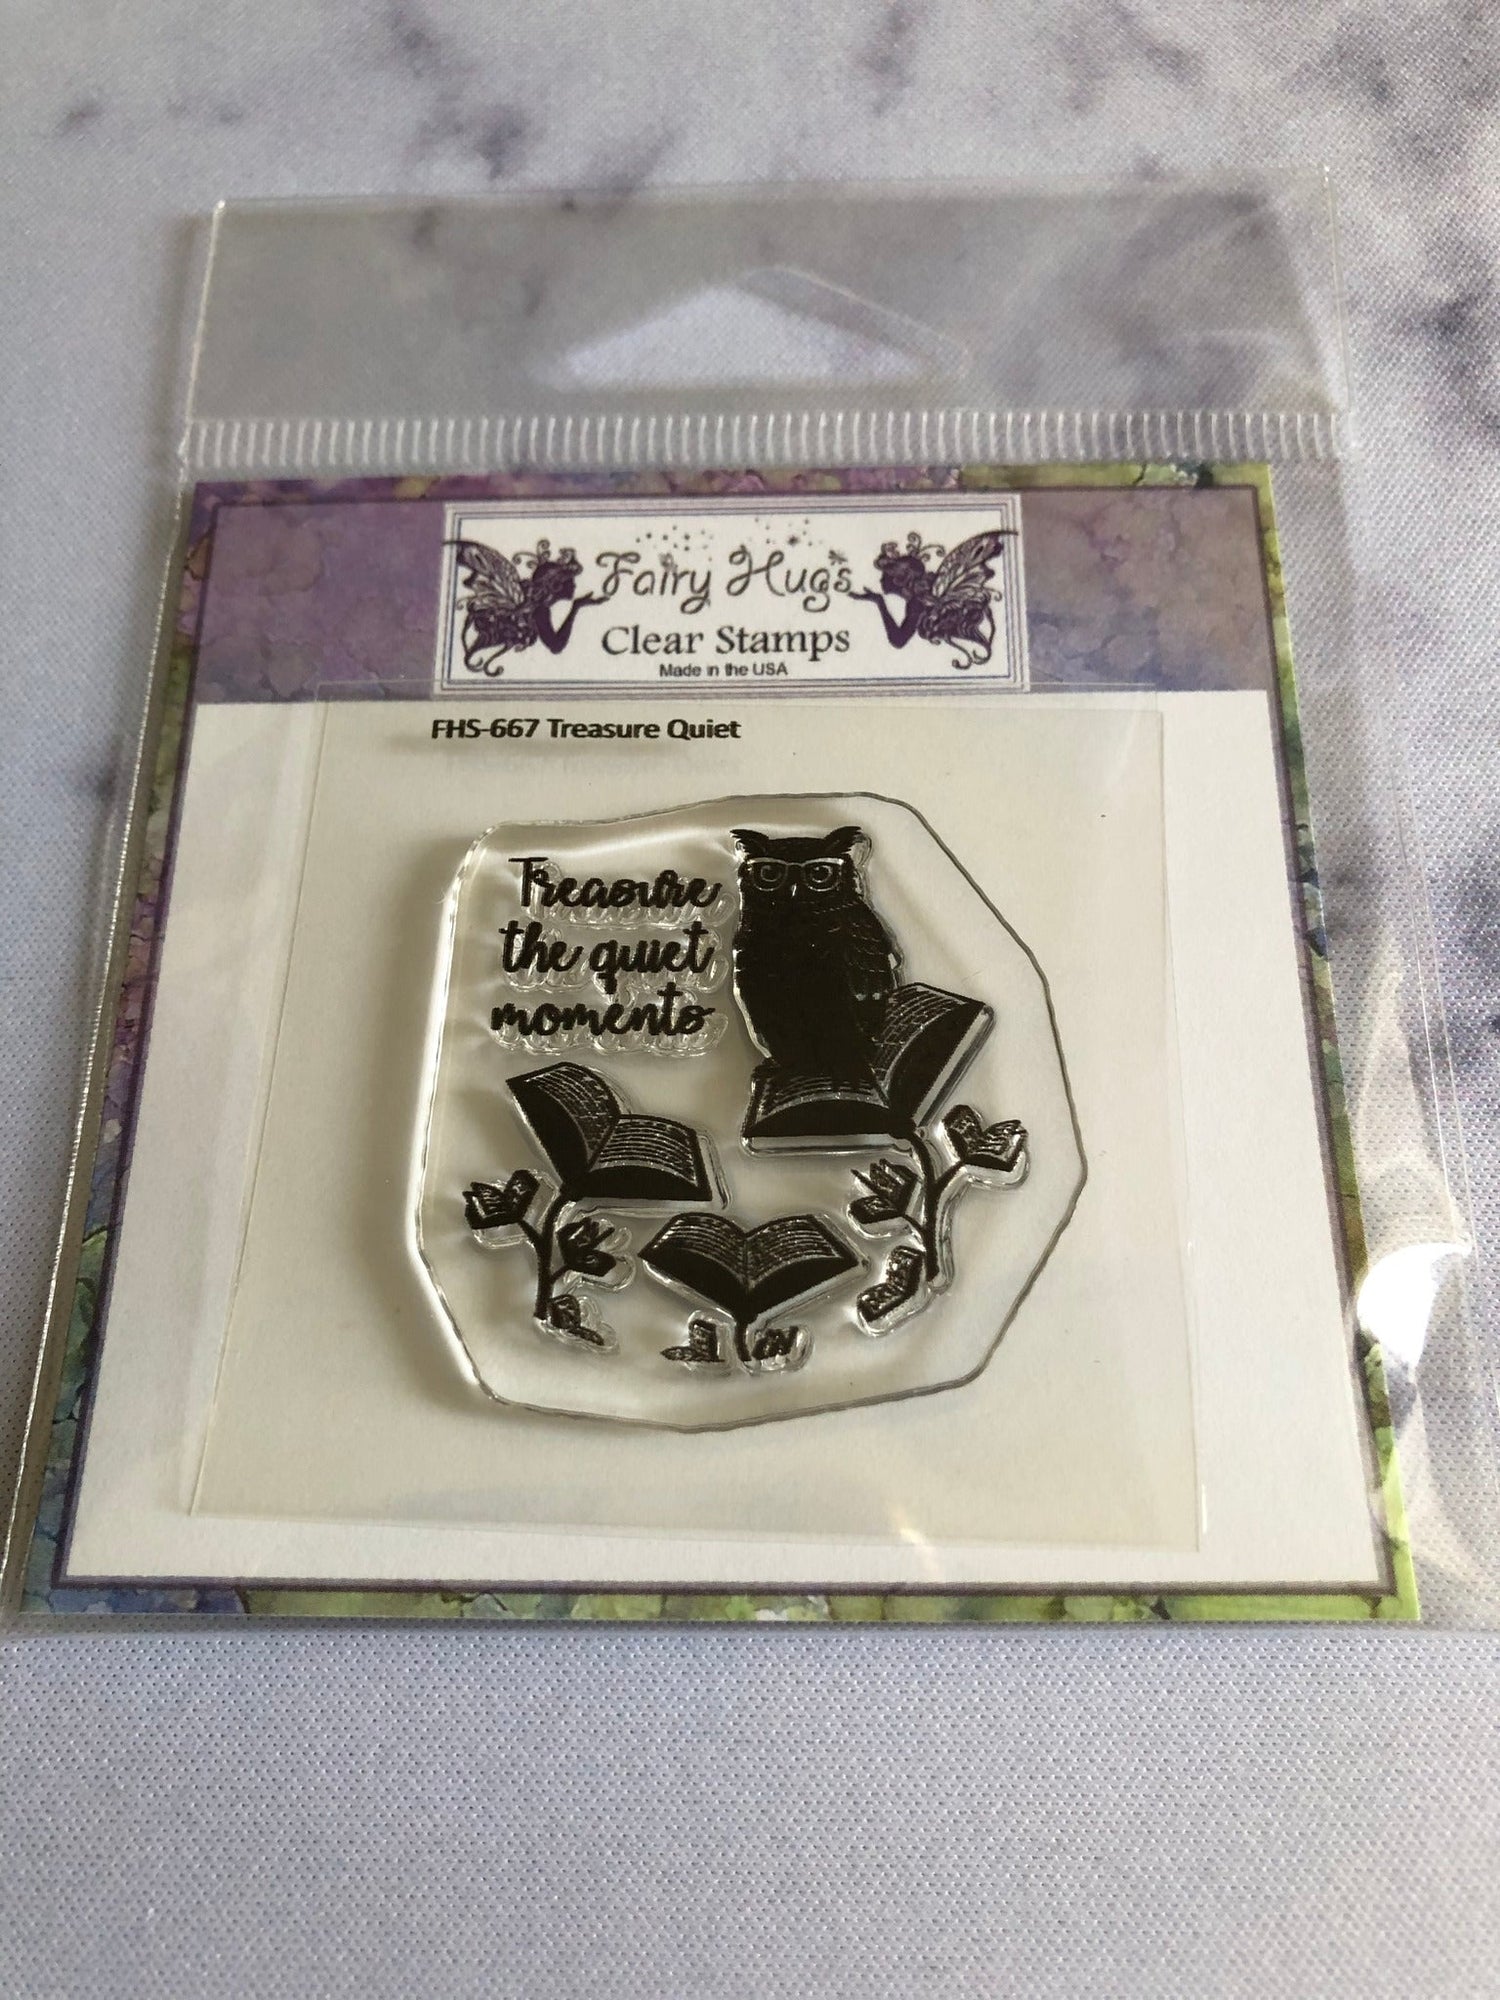 Fairy Hugs
Clear Stamps
Made in the USA
FHS-667 Treasure Quiet
Treasure
the quiet
moments